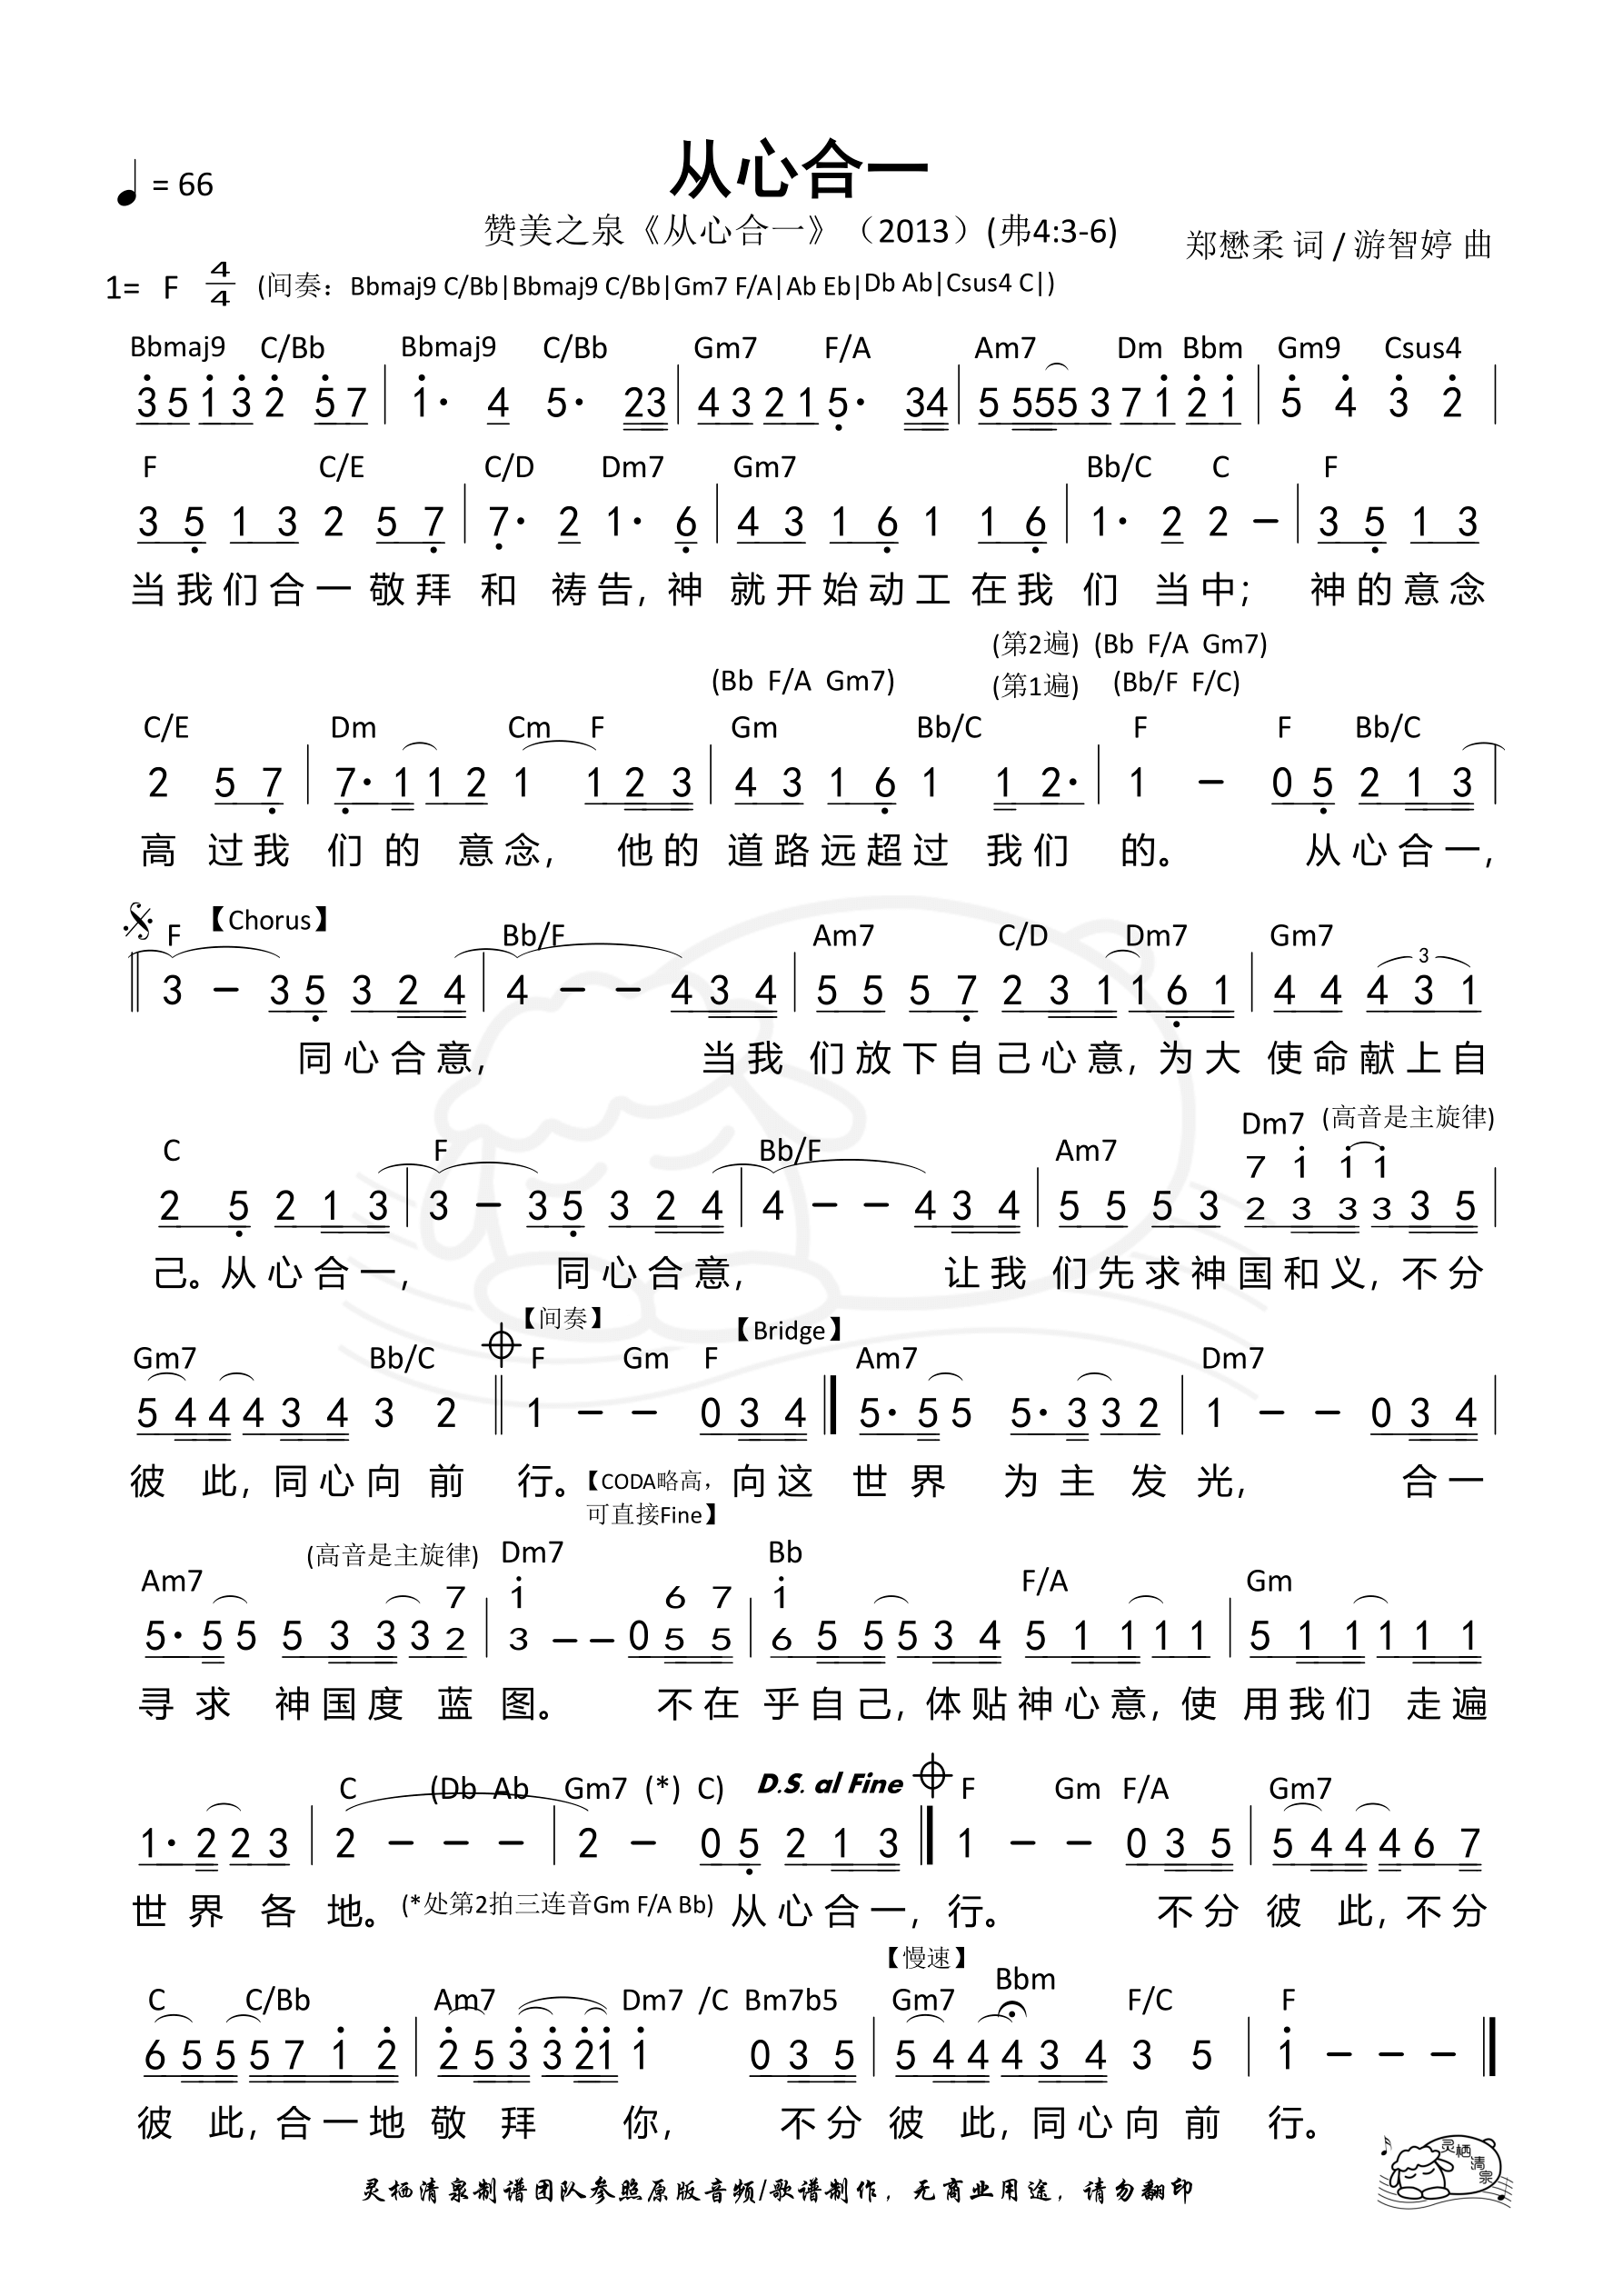 从心合一
♩ = 66
赞美之泉《从心合一》（2013）(弗4:3-6)
郑懋柔 词 / 游智婷 曲
1= F 4/4 (间奏：Bbmaj9 C/Bb|Bbmaj9 C/Bb|Gm7 F/A|Ab Eb|Db Ab|Csus4 C|)
Bbmaj9 C/Bb Bbmaj9 C/Bb Gm7 F/A Am7 Dm Bbm Gm9 Csus4
3 5 1 3 2 5 7 | 1· 4 5· 23 | 4 3 2 1 5· 34 | 5 555 3 7 1 2 1 | 5 4 3 2 |
F C/E C/D Dm7 Gm7 Bb/C C F
3 5 1 3 2 5 7 | 7· 2 1· 6 | 4 3 1 6 1 1 6 | 1· 2 2 – | 3 5 1 3
当我们合一敬拜 和 祷告, 神 就开始动工 在我 们 当中; 神的意念
(第2遍) (Bb F/A Gm7)
(Bb F/A Gm7) (第1遍) (Bb/F F/C)
C/E Dm Cm F Gm Bb/C F F Bb/C
2 5 7 | 7· 1 1 2 1 1 2 3 | 4 3 1 6 1 1 2· | 1 – 0 5 2 1 3 |
高 过我 们 的 意念, 他的 道路远超过 我们 的。 从心合一,
F 【Chorus】 Bb/F Am7 C/D Dm7 Gm7
3 – 3 5 3 2 4 | 4 – – 4 3 4 | 5 5 5 7 2 3 1 1 6 1 | 4 4 4 3 1
3
同心合意, 当我 们放下自己心意, 为大 使命献上自
C F Bb/F Am7 Dm7 (高音是主旋律)
7 1 1 1
2 5 2 1 3 | 3 – 3 5 3 2 4 | 4 – – 4 3 4 | 5 5 5 3 2 3 3 3 3 5 |
己。从心合一, 同心合意, 让我 们先求神国和义, 不分
【间奏】 【Bridge】
Gm7 Bb/C F Gm F Am7 Dm7
5 4 4 4 3 4 3 2 ‖ 1 – – 0 3 4 ‖ 5· 5 5 5· 3 3 2 | 1 – – 0 3 4 |
彼 此, 同心向 前 行。【CODA略高, 向这 世 界 为 主 发 光, 合一
可直接Fine】
Am7 (高音是主旋律) Dm7 Bb F/A Gm
7 1 6 7 1
5· 5 5 5 3 3 3 2 | 3 – – 0 5 5 | 6 5 5 5 3 4 5 1 1 1 1 | 5 1 1 1 1 1
寻 求 神国度 蓝 图。 不在 乎自己, 体贴神心意, 使 用我们 走遍
C (Db Ab Gm7 (*) C) D.S. al Fine F Gm F/A Gm7
1· 2 2 3 | 2 – – – | 2 – 0 5 2 1 3 ‖ 1 – – 0 3 5 | 5 4 4 4 6 7
世 界 各 地。(*处第2拍三连音Gm F/A Bb) 从心合一, 行。 不分 彼 此, 不分
【慢速】
C C/Bb Am7 Dm7 /C Bm7b5 Gm7 Bbm F/C F
6 5 5 5 7 1 2 | 2 5 3 3 21 1 0 3 5 | 5 4 4 4 3 4 3 5 | 1 – – – ‖
彼 此, 合一地 敬 拜 你, 不分 彼 此, 同心向 前 行。
灵栖清泉制谱团队参照原版音频/歌谱制作，无商业用途，请勿翻印
灵栖清泉